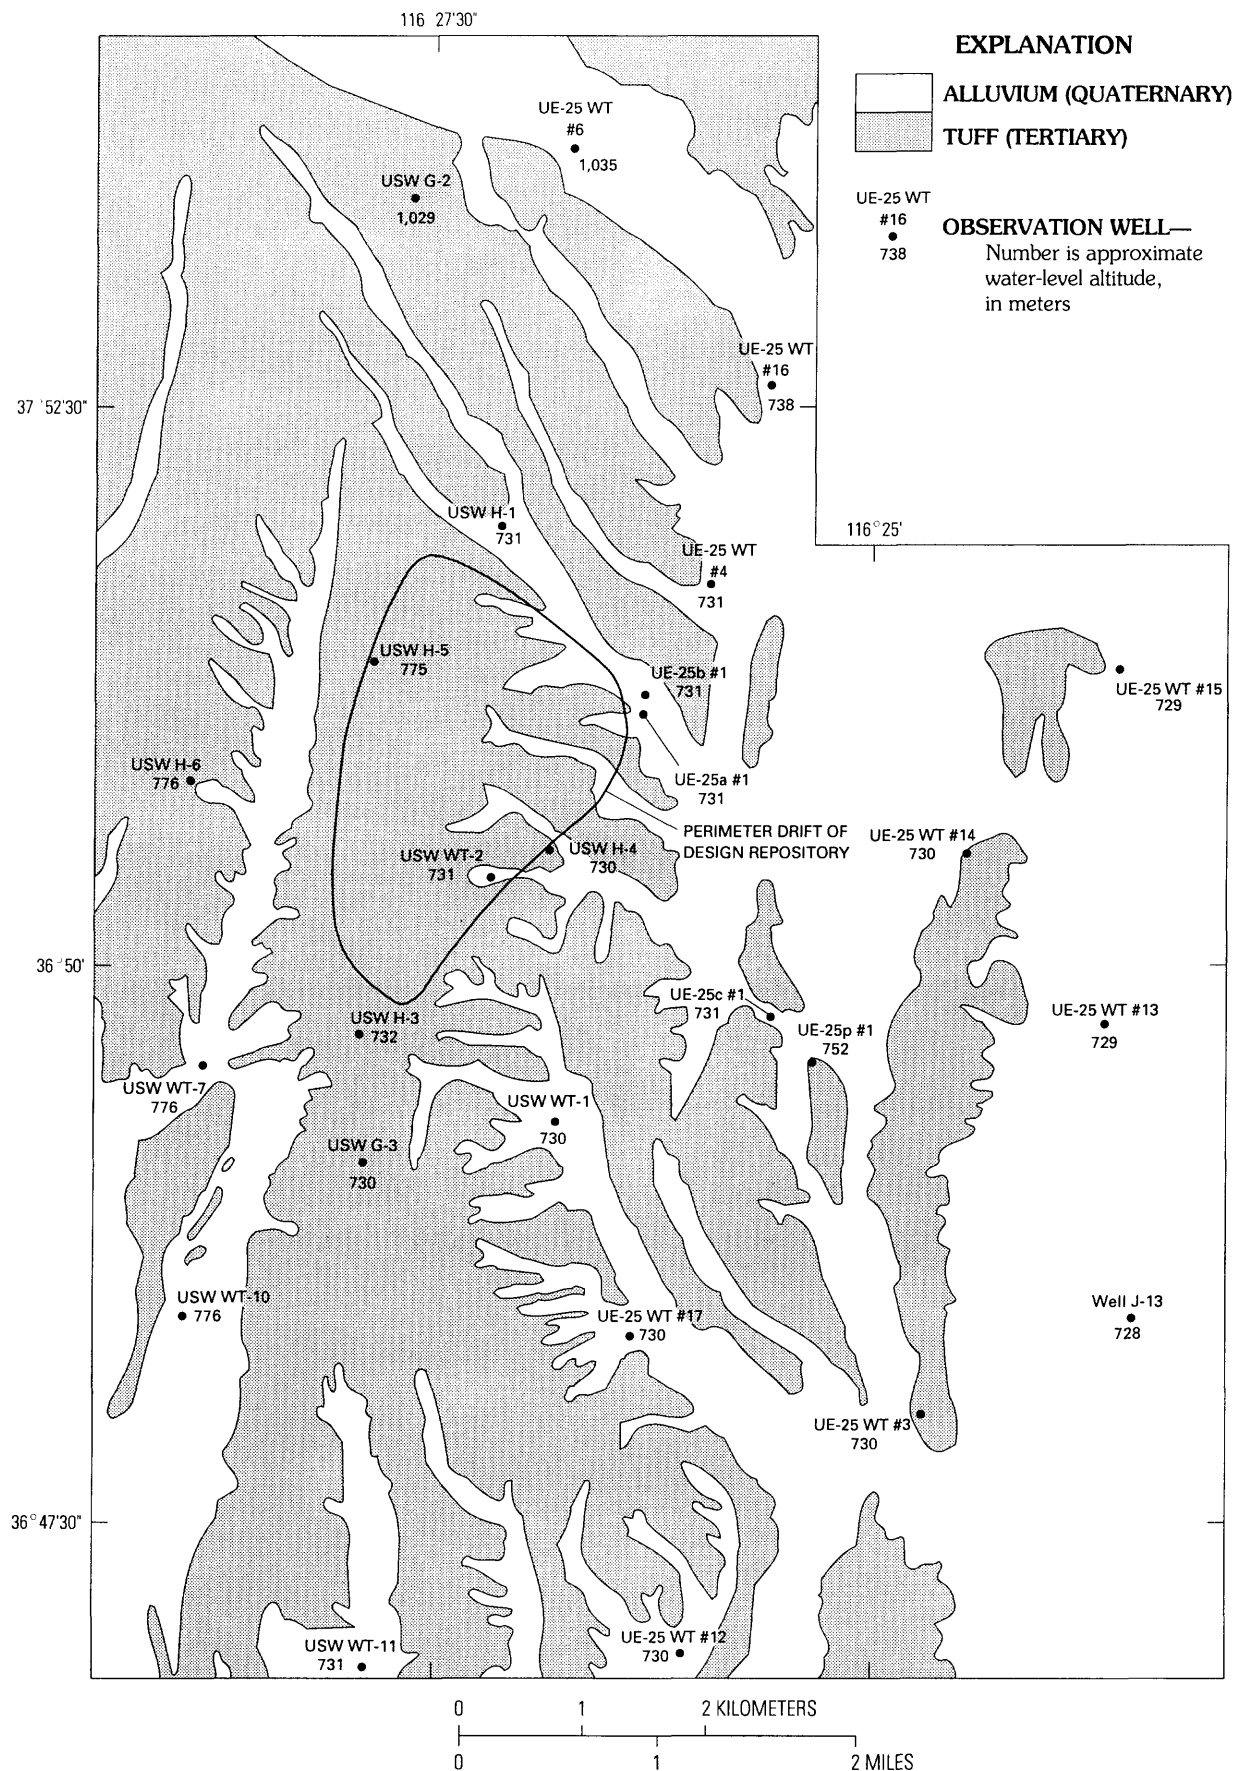 116 27'30"
EXPLANATION
ALLUVIUM (QUATERNARY)
TUFF (TERTIARY)
UE-25 WT
#16
738
OBSERVATION WELL—
Number is approximate
water-level altitude,
in meters
UE-25 WT
#6
1,035
USW G-2
1,029
UE-25 WT
#16
738
37°52'30"
USW H-1
731
116°25'
UE-25 WT
#4
731
USW H-5
775
UE-25b #1
731
UE-25 WT #15
729
USW H-6
776
UE-25a #1
731
PERIMETER DRIFT OF
DESIGN REPOSITORY
UE-25 WT #14
730
USW H-4
730
USW WT-2
731
36°50'
UE-25c #1
731
UE-25p #1
752
UE-25 WT #13
729
USW H-3
732
USW WT-7
776
USW WT-1
730
USW G-3
730
USW WT-10
776
UE-25 WT #17
730
Well J-13
728
UE-25 WT #3
730
36°47'30"
USW WT-11
731
UE-25 WT #12
730
0 1 2 KILOMETERS
0 1 2 MILES